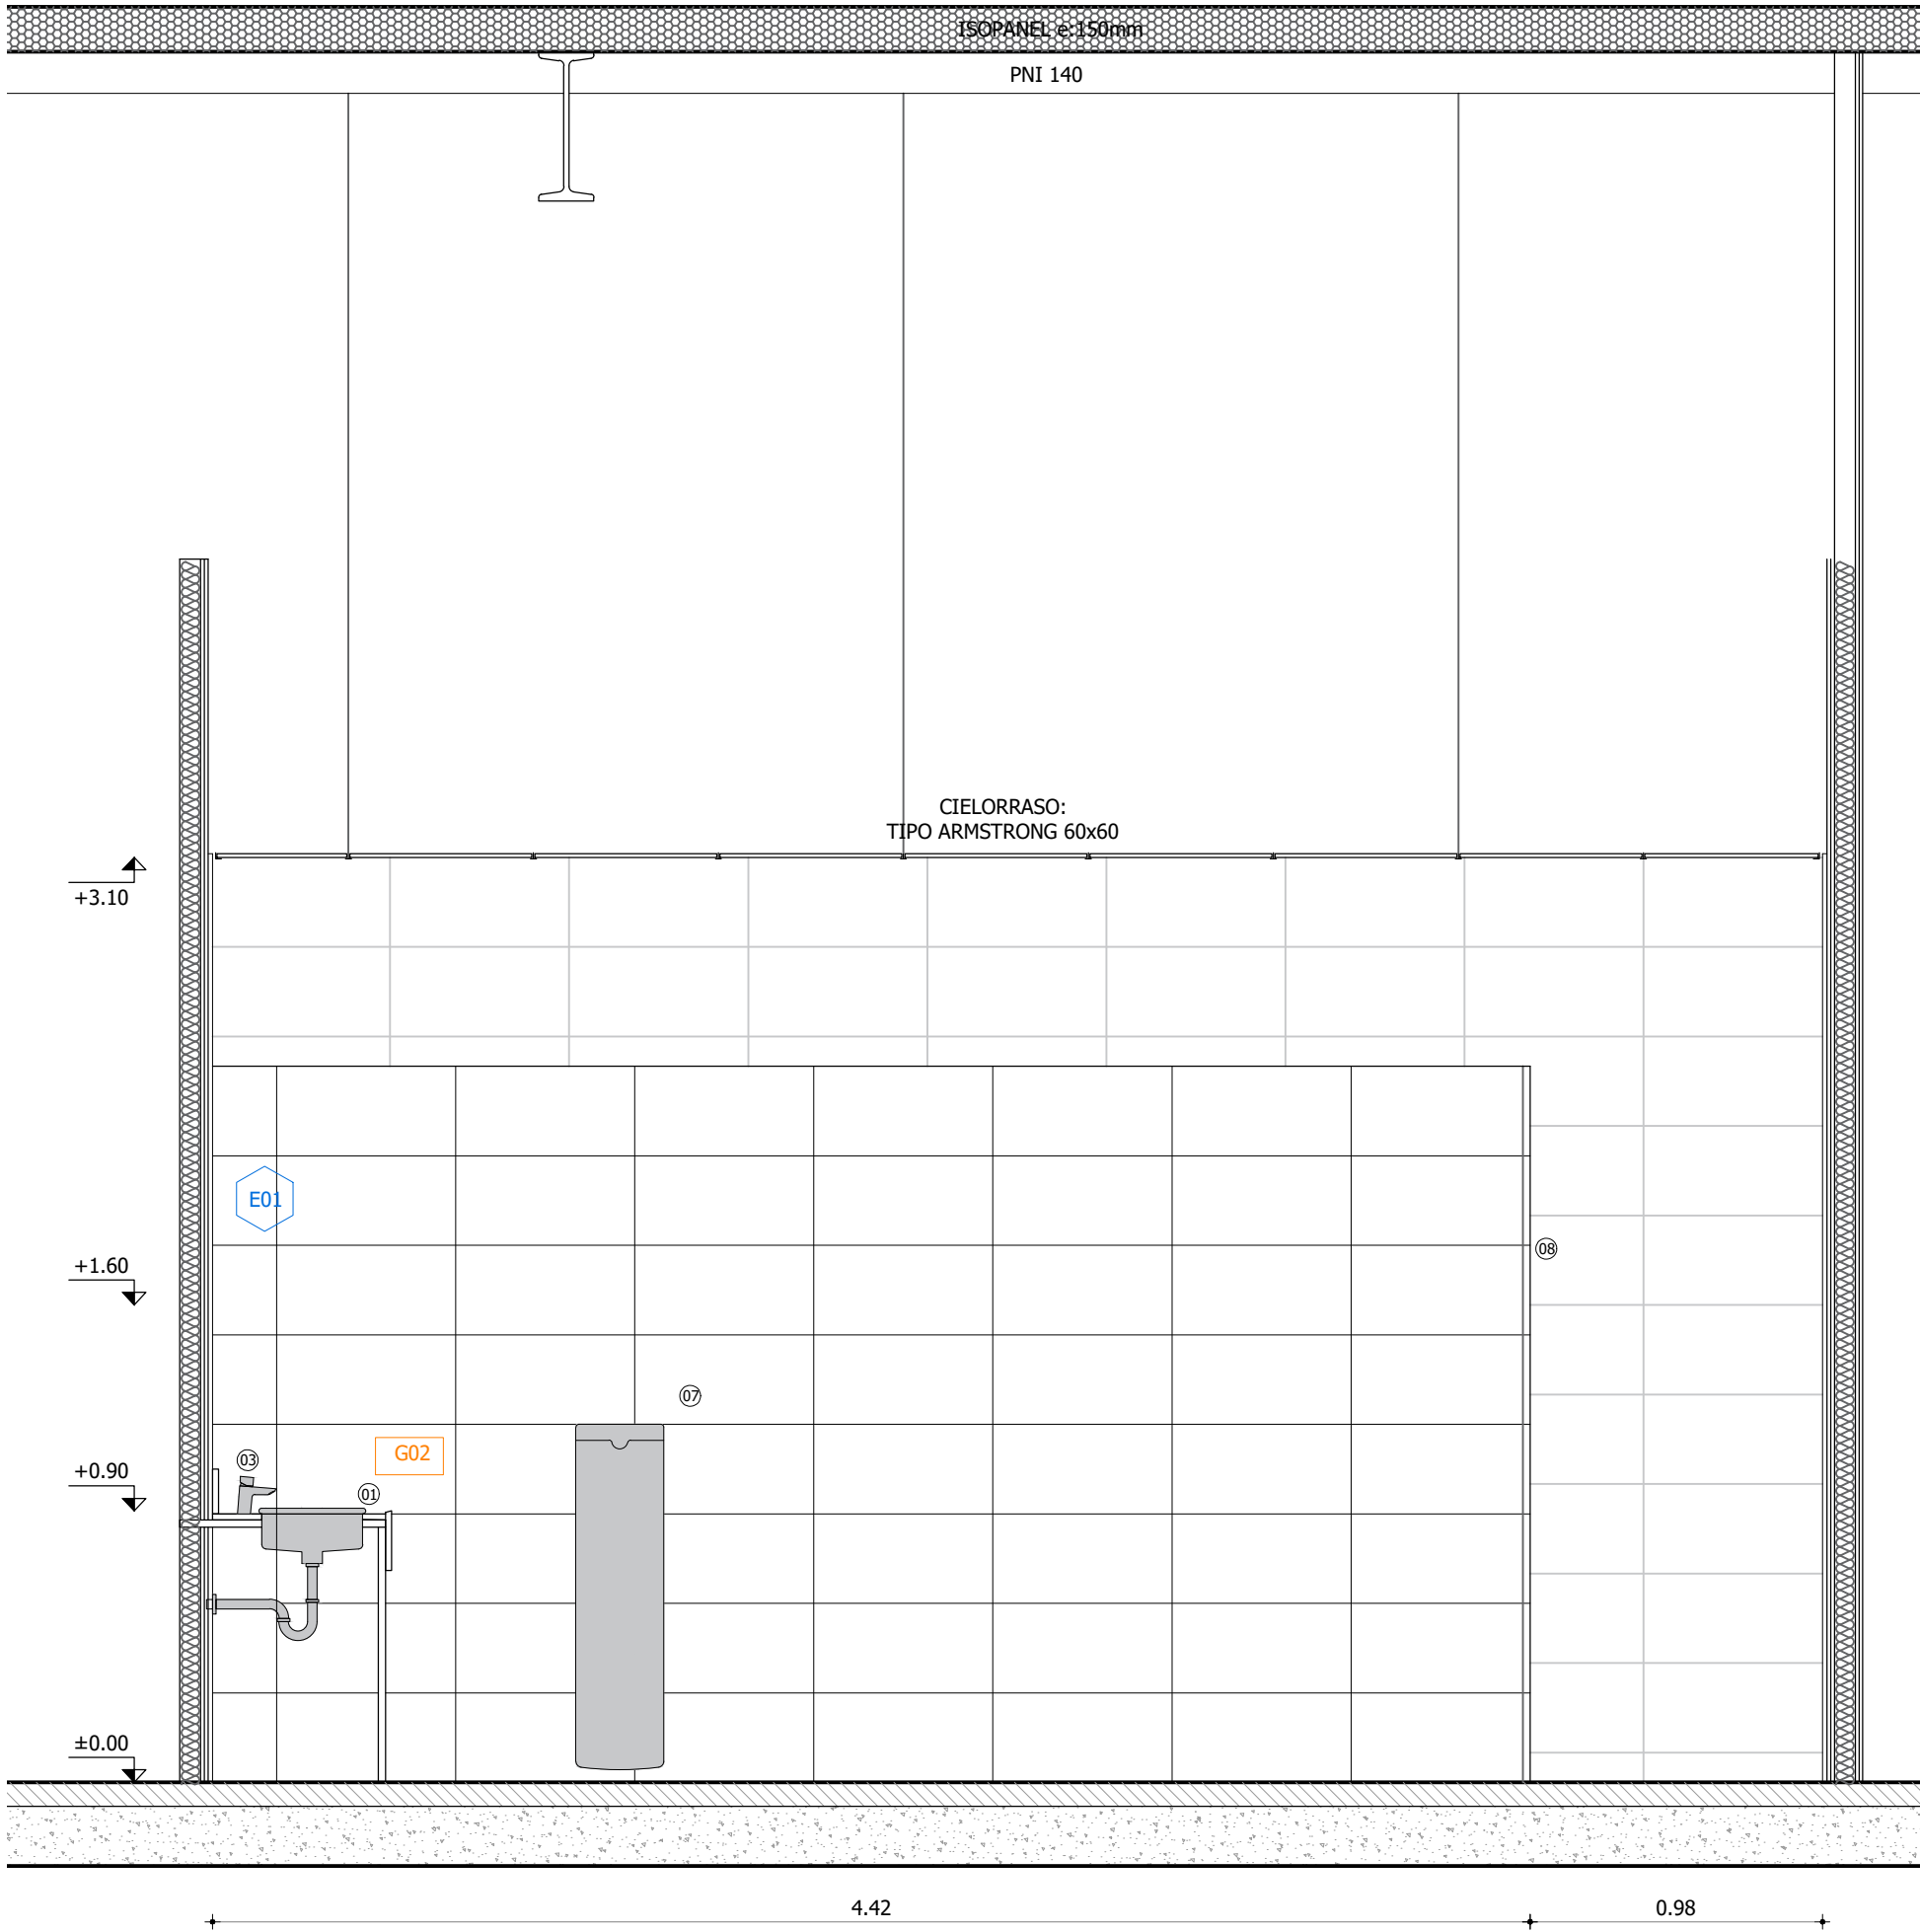 ISOPANEL e:150mm
PNI 140
CIELORRASO:
TIPO ARMSTRONG 60x60
+3.10
E01
+1.60
08
07
G02
03
+0.90
01
±0.00
4.42
0.98